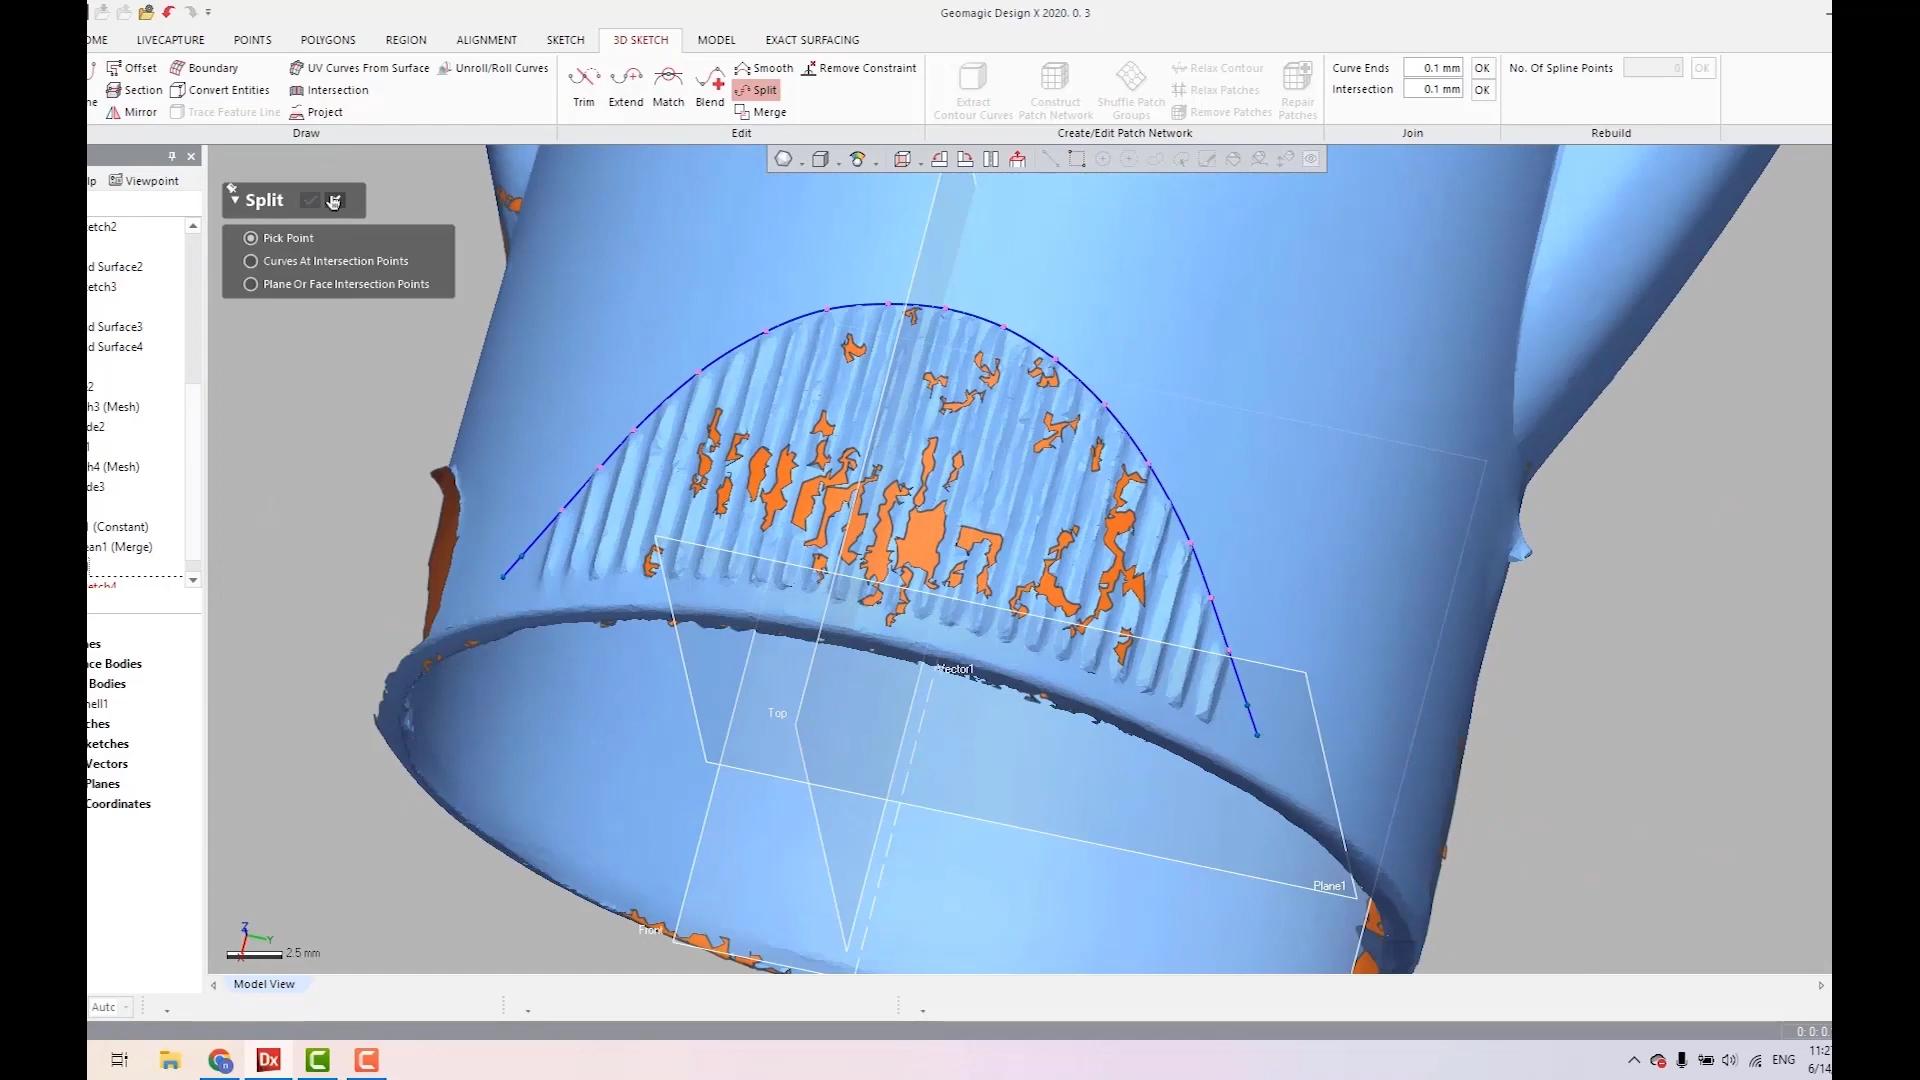 Geomagic Design X 2020. 0. 3
OME LIVECAPTURE POINTS POLYGONS REGION ALIGNMENT SKETCH 3D SKETCH MODEL EXACT SURFACING
Offset Boundary UV Curves From Surface Unroll/Roll Curves
Section Convert Entities Intersection
Mirror Trace Feature Line Project
Draw
Trim Extend Match Blend
Smooth Remove Constraint
Split
Merge
Edit
Extract Contour Curves
Construct Patch Network
Shuffle Patch Groups
Relax Contour
Relax Patches
Remove Patches
Repair Patches
Create/Edit Patch Network
Curve Ends 0.1 mm OK
Intersection 0.1 mm OK
Join
No. Of Spline Points 0 OK
Rebuild
lp Viewpoint
Split
Pick Point
Curves At Intersection Points
Plane Or Face Intersection Points
etch2
d Surface2
etch3
d Surface3
d Surface4
2
h3 (Mesh)
de2
1
h4 (Mesh)
de3
l (Constant)
ean1 (Merge)
etch4
es
ace Bodies
Bodies
hell1
ches
ketches
Vectors
Planes
Coordinates
Vector1
Top
Plane1
Front
Z
Y
X
2.5 mm
Model View
Autc
0: 0: 0.
Dx
C
C
ENG
11:27
6/14